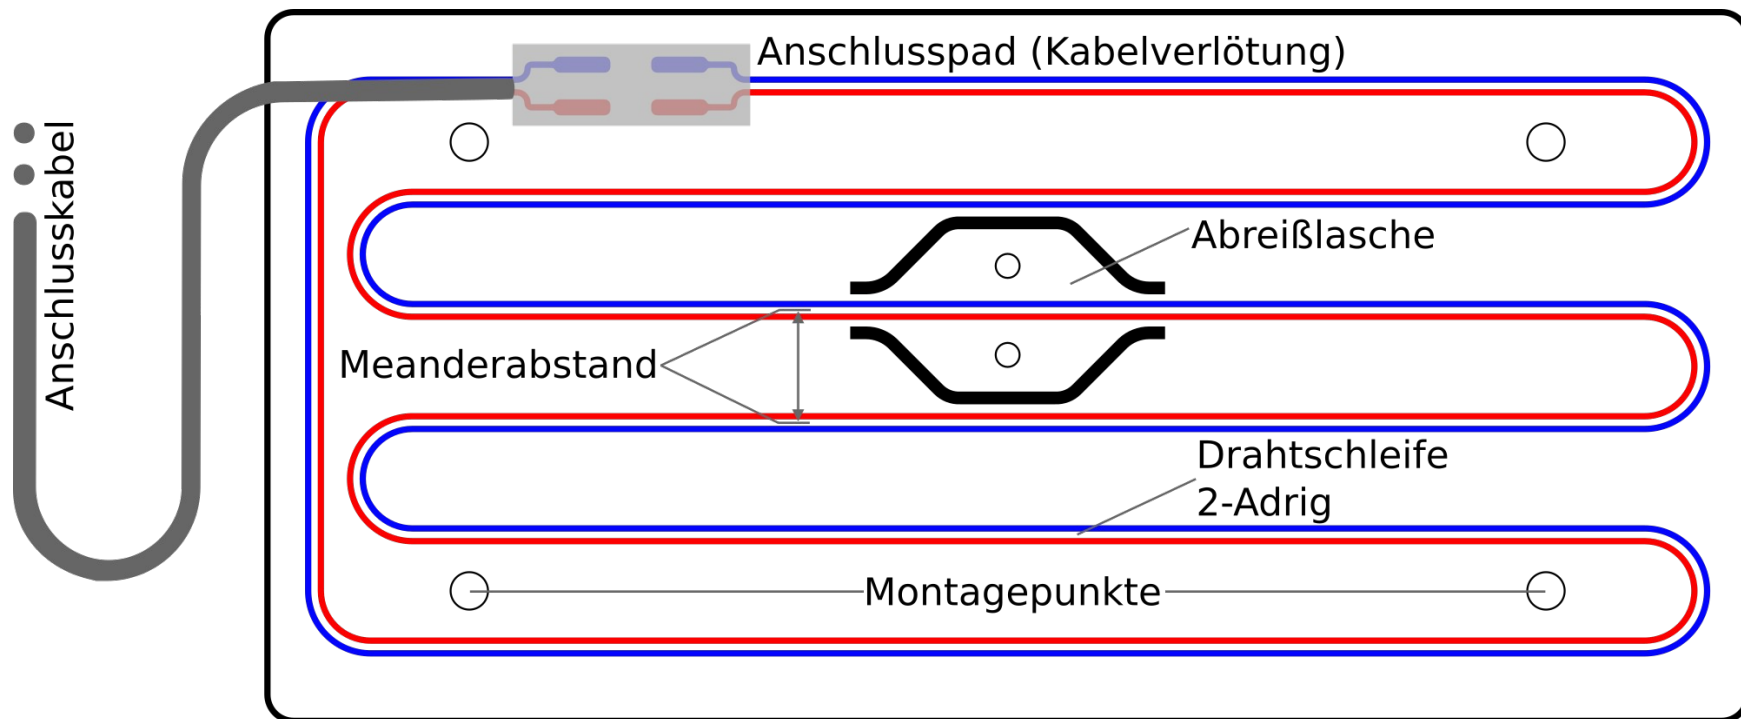 Anschlusspad (Kabelverlötung)
Anschlusskabel
Abreißlasche
Meanderabstand
Drahtschleife
2-Adrig
Montagepunkte